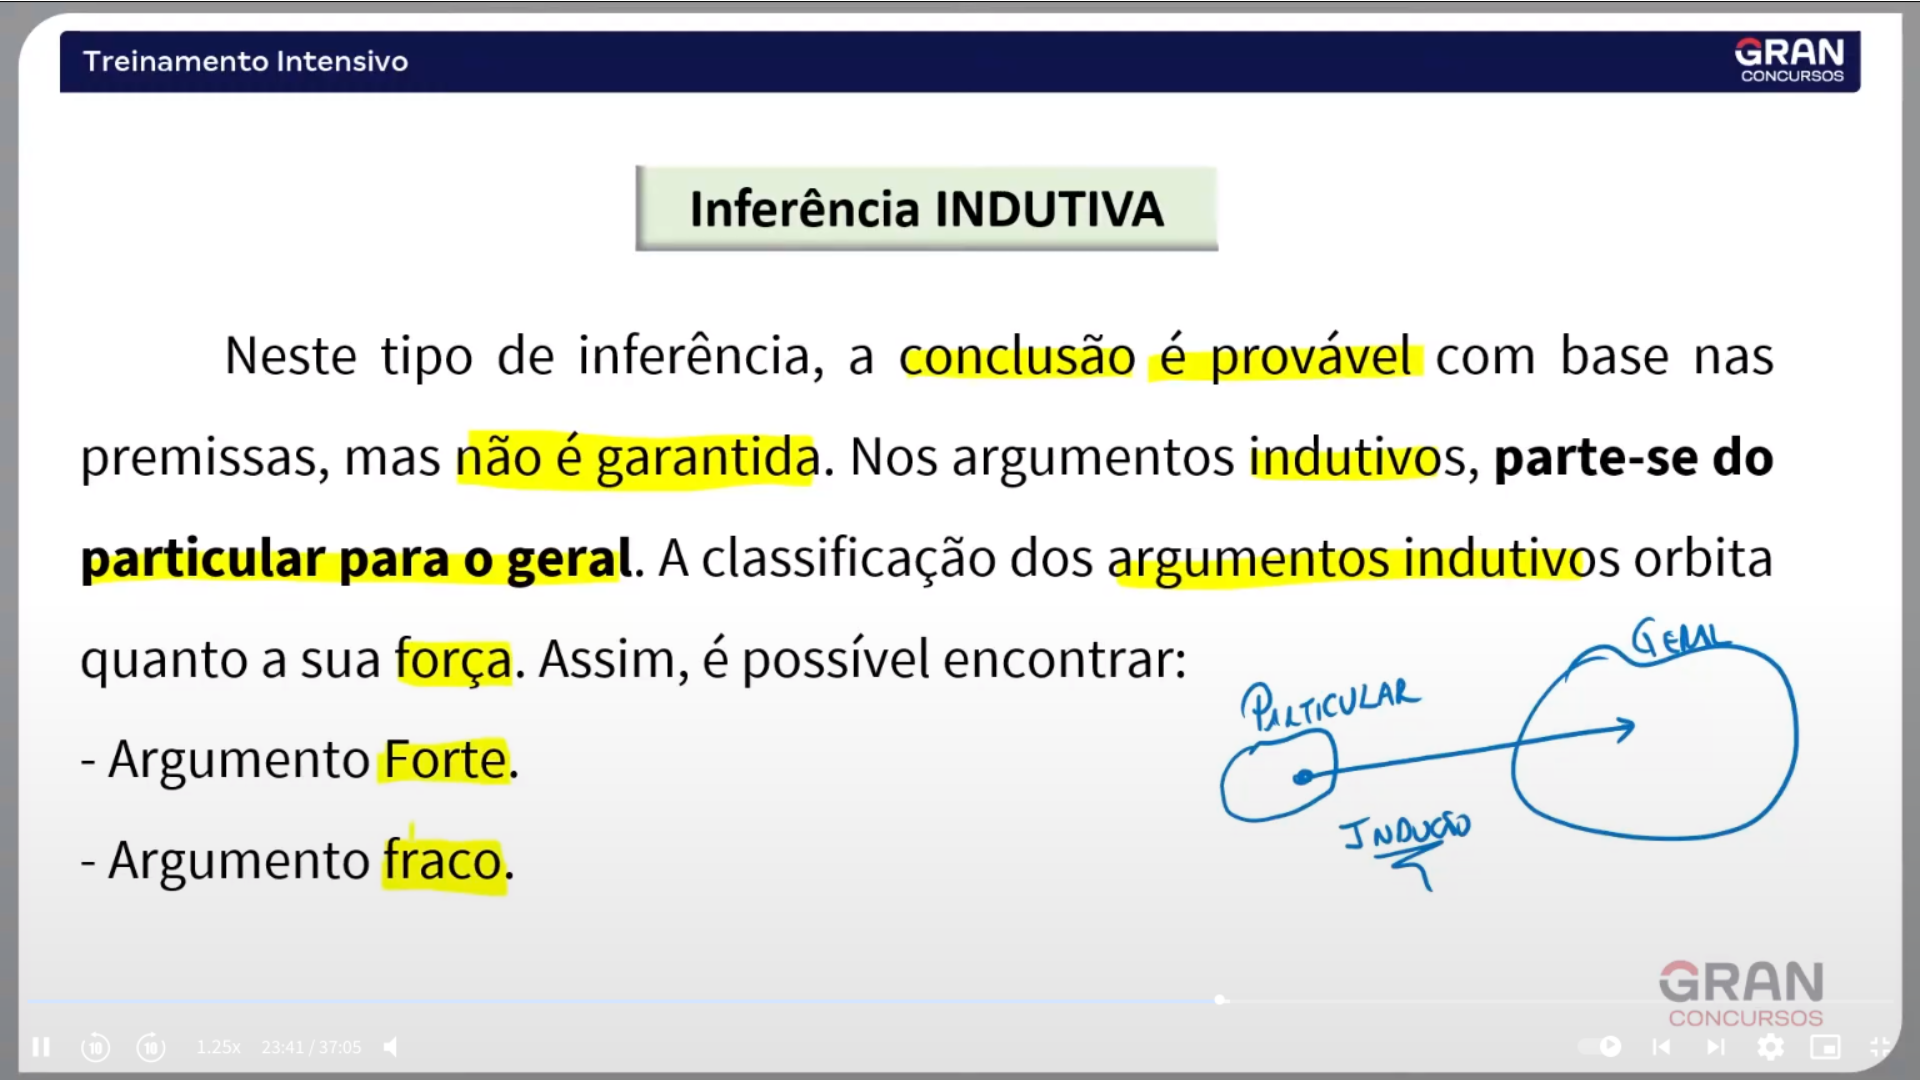 Treinamento Intensivo
GRAN
CONCURSOS
Inferência INDUTIVA
Neste tipo de inferência, a conclusão é provável com base nas
premissas, mas não é garantida. Nos argumentos indutivos, parte-se do
particular para o geral. A classificação dos argumentos indutivos orbita
quanto a sua força. Assim, é possível encontrar:
- Argumento Forte.
- Argumento fraco.
GERAL
PARTICULAR
INDUÇÃO
GRAN
CONCURSOS
10
10
1.25x
23:41 / 37:05